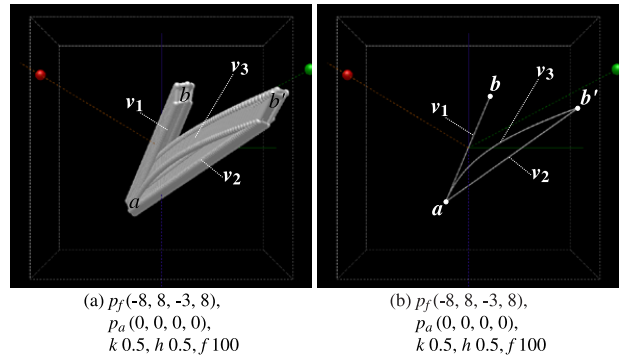 b
b'
v3
v1
v2
a
(a) pf (-8, 8, -3, 8),
pa (0, 0, 0, 0),
k 0.5, h 0.5, f 100
b
v3
b'
v1
v2
a
(b) pf (-8, 8, -3, 8),
pa (0, 0, 0, 0),
k 0.5, h 0.5, f 100